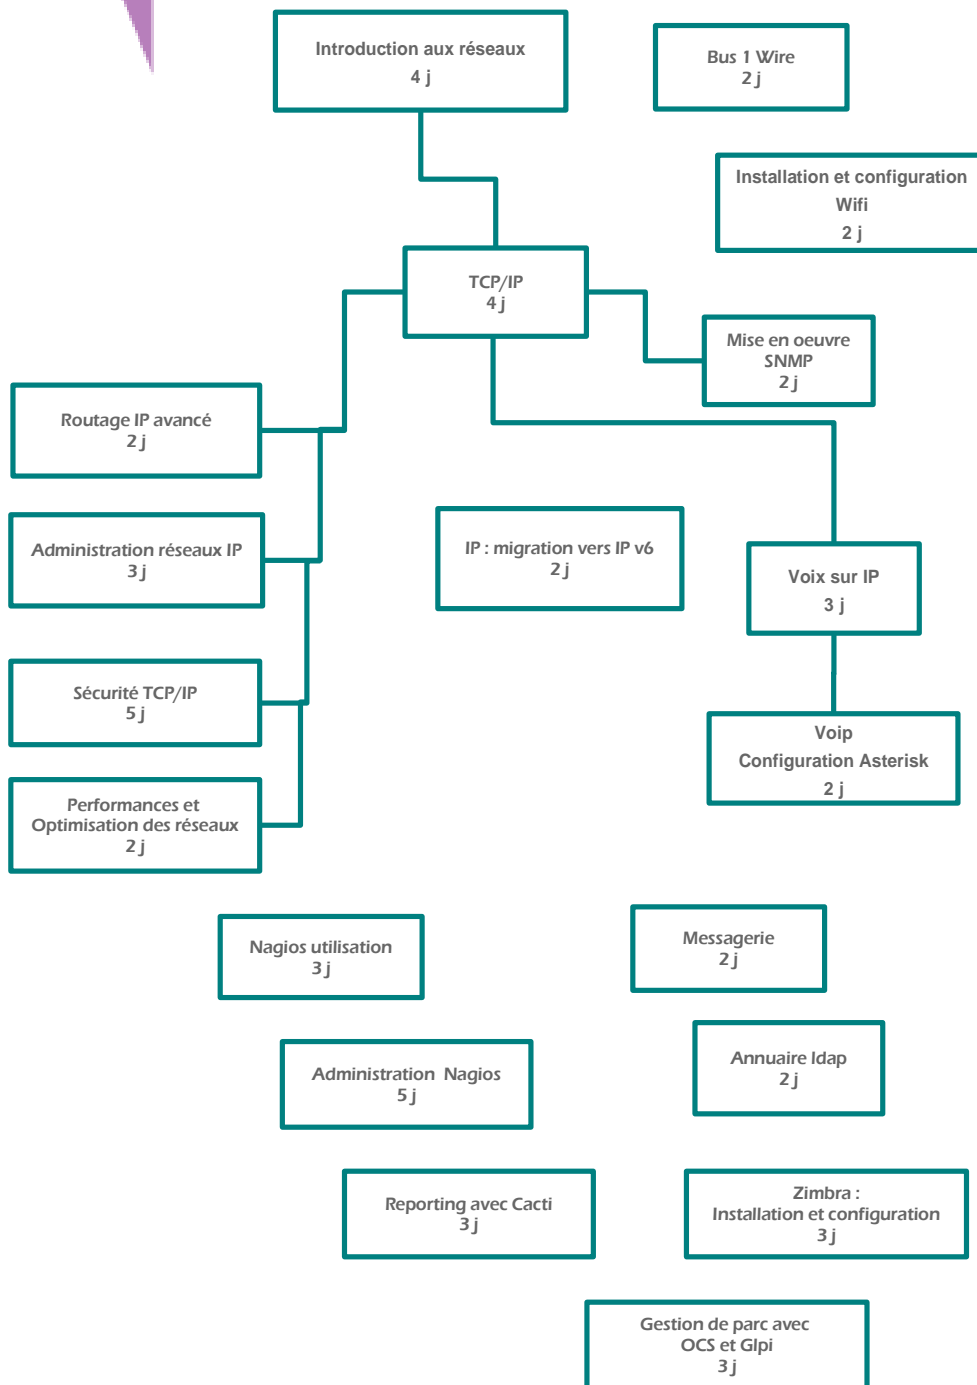 Introduction aux réseaux
4 j
Bus 1 Wire
2 j
Installation et configuration
Wifi
2 j
TCP/IP
4 j
Mise en oeuvre
SNMP
2 j
Routage IP avancé
2 j
Administration réseaux IP
3 j
IP : migration vers IP v6
2 j
Voix sur IP
3 j
Sécurité TCP/IP
5 j
Voip
Configuration Asterisk
2 j
Performances et
Optimisation des réseaux
2 j
Nagios utilisation
3 j
Messagerie
2 j
Administration Nagios
5 j
Annuaire ldap
2 j
Reporting avec Cacti
3 j
Zimbra :
Installation et configuration
3 j
Gestion de parc avec
OCS et Glpi
3 j